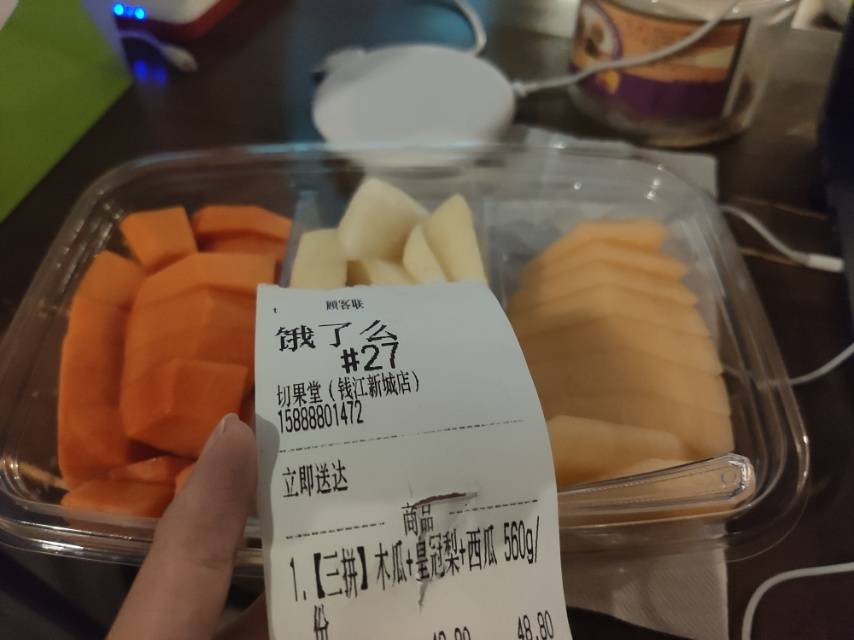 顾客联
饿了么
#27
切果堂（钱江新城店）
15888801472
立即送达
商品
1.【三拼】木瓜+皇冠梨+西瓜 560g/
份
48.80